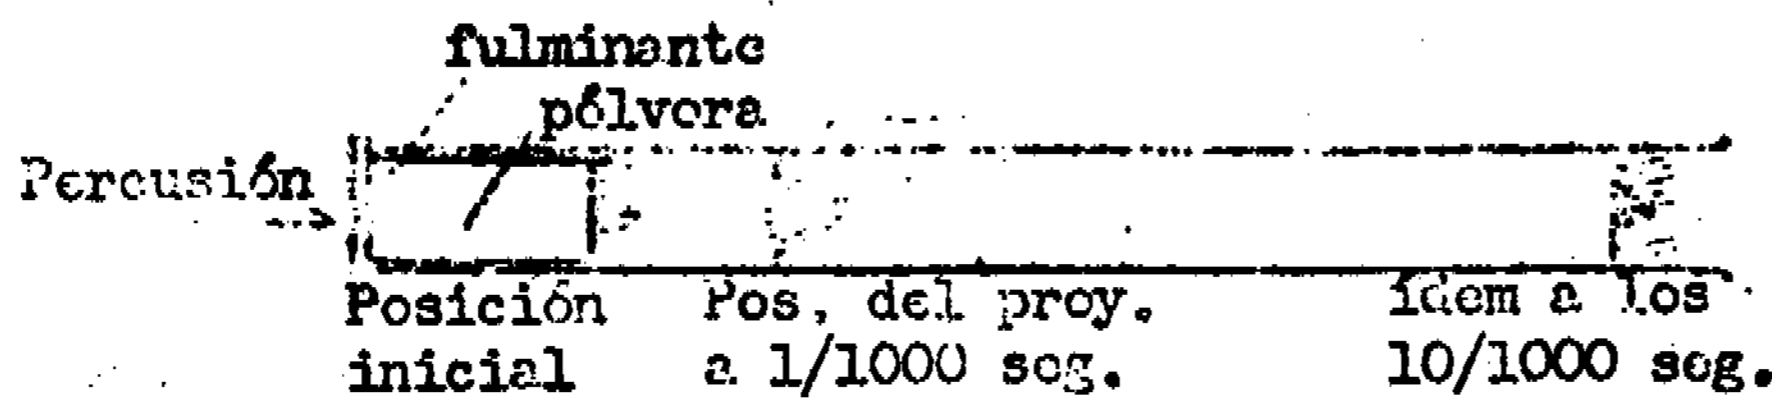 fulminante
pólvora
Percusión
Posición inicial
Pos. del proy. a 1/1000 seg.
idem a los 10/1000 seg.